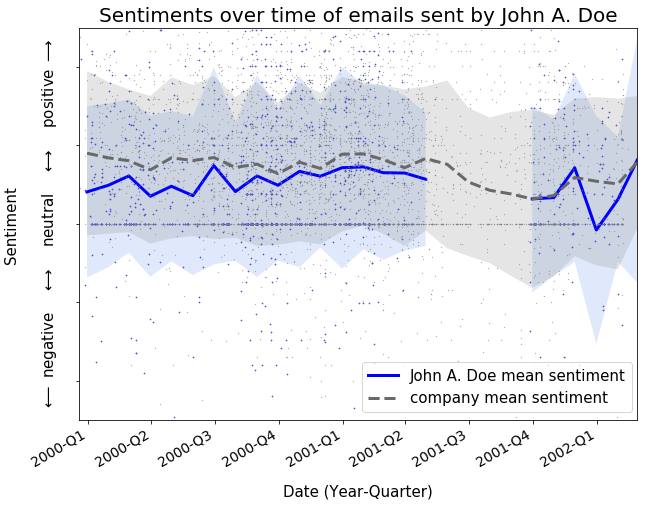 Sentiments over time of emails sent by John A. Doe
Sentiment
⟵ negative ⟷ neutral ⟷ positive ⟶
John A. Doe mean sentiment
company mean sentiment
2000-Q1
2000-Q2
2000-Q3
2000-Q4
2001-Q1
2001-Q2
2001-Q3
2001-Q4
2002-Q1
Date (Year-Quarter)